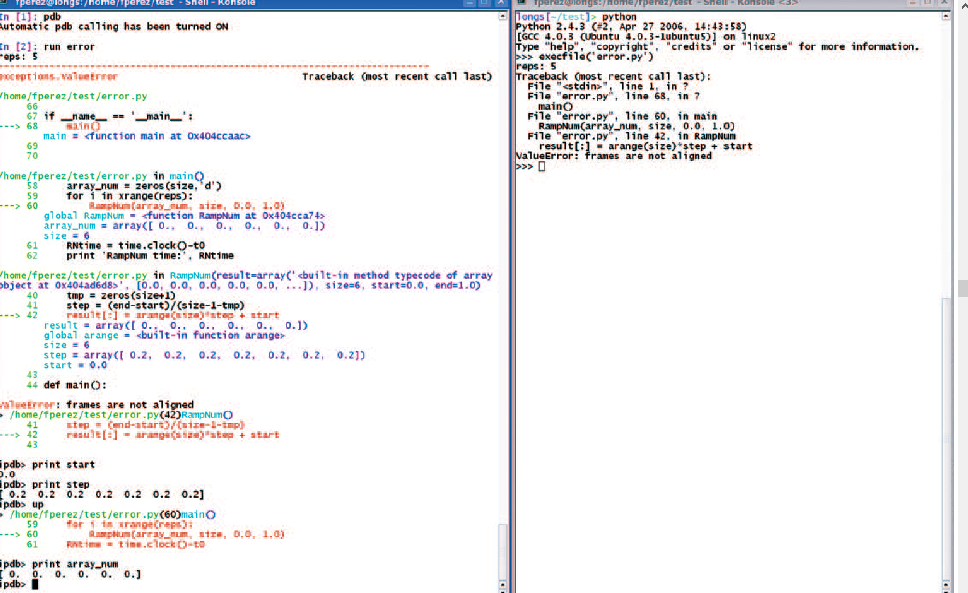 fperez@longs:/home/fperez/test - Shell - Konsole
In [1]: pdb
Automatic pdb calling has been turned ON
In [2]: run error
reps: 5
---------------------------------------------------------------------------
exceptions.ValueError                                Traceback (most recent call last)
/home/fperez/test/error.py
     66
     67 if __name__ == '__main__':
---> 68     main()
        main = <function main at 0x404ccaac>
     69
     70
/home/fperez/test/error.py in main()
     58     array_num = zeros(size,'d')
     59     for i in xrange(reps):
---> 60         RampNum(array_num, size, 0.0, 1.0)
        global RampNum = <function RampNum at 0x404cca74>
        array_num = array([ 0.,  0.,  0.,  0.,  0.,  0.])
        size = 6
     61     RNtime = time.clock()-t0
     62     print 'RampNum time:', RNtime
/home/fperez/test/error.py in RampNum(result=array('<built-in method typecode of array
object at 0x404ad6d8>', [0.0, 0.0, 0.0, 0.0, 0.0, ...]), size=6, start=0.0, end=1.0)
     40     tmp = zeros(size+1)
     41     step = (end-start)/(size-1-tmp)
---> 42     result[:] = arange(size)*step + start
        result = array([ 0.,  0.,  0.,  0.,  0.,  0.])
        global arange = <built-in function arange>
        size = 6
        step = array([ 0.2,  0.2,  0.2,  0.2,  0.2,  0.2,  0.2])
        start = 0.0
     43
     44 def main():
ValueError: frames are not aligned
> /home/fperez/test/error.py(42)RampNum()
     41     step = (end-start)/(size-1-tmp)
---> 42     result[:] = arange(size)*step + start
     43
ipdb> print start
0.0
ipdb> print step
[ 0.2  0.2  0.2  0.2  0.2  0.2  0.2]
ipdb> up
> /home/fperez/test/error.py(60)main()
     59     for i in xrange(reps):
---> 60         RampNum(array_num, size, 0.0, 1.0)
     61     RNtime = time.clock()-t0
ipdb> print array_num
[ 0.  0.  0.  0.  0.  0.]
ipdb>
fperez@longs:/home/fperez/test - Shell - Konsole <3>
longs[~/test]> python
Python 2.4.3 (#2, Apr 27 2006, 14:43:58)
[GCC 4.0.3 (Ubuntu 4.0.3-1ubuntu5)] on linux2
Type "help", "copyright", "credits" or "license" for more information.
>>> execfile('error.py')
reps: 5
Traceback (most recent call last):
  File "<stdin>", line 1, in ?
  File "error.py", line 68, in ?
    main()
  File "error.py", line 60, in main
    RampNum(array_num, size, 0.0, 1.0)
  File "error.py", line 42, in RampNum
    result[:] = arange(size)*step + start
ValueError: frames are not aligned
>>>